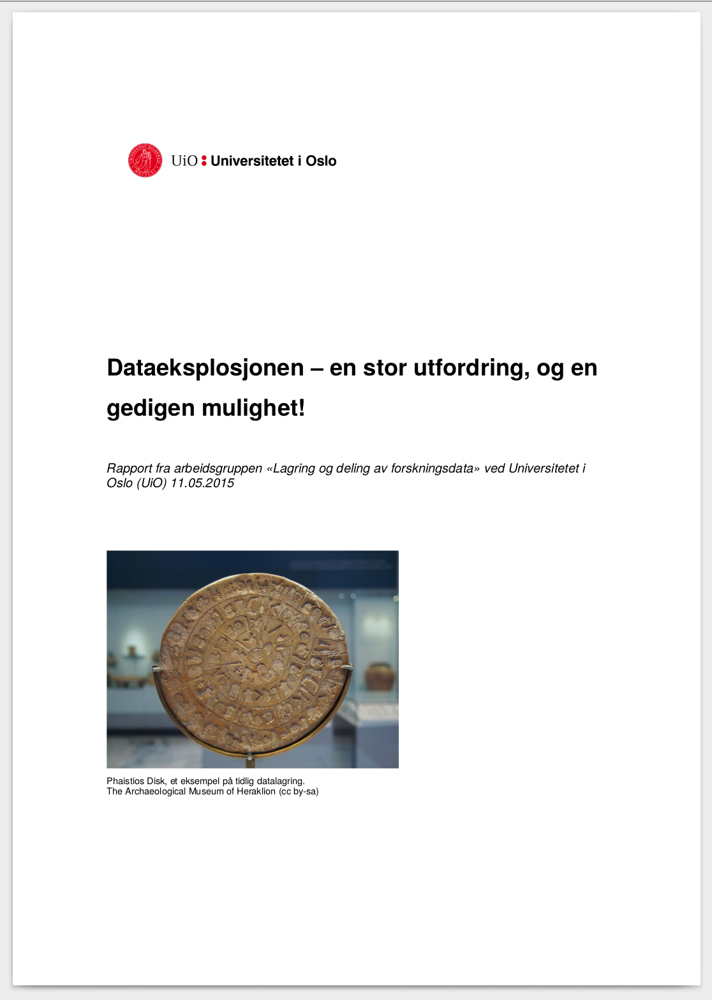 UiO : Universitetet i Oslo
Dataeksplosjonen – en stor utfordring, og en
gedigen mulighet!
Rapport fra arbeidsgruppen «Lagring og deling av forskningsdata» ved Universitetet i
Oslo (UiO) 11.05.2015
Phaistios Disk, et eksempel på tidlig datalagring.
The Archaeological Museum of Heraklion (cc by-sa)